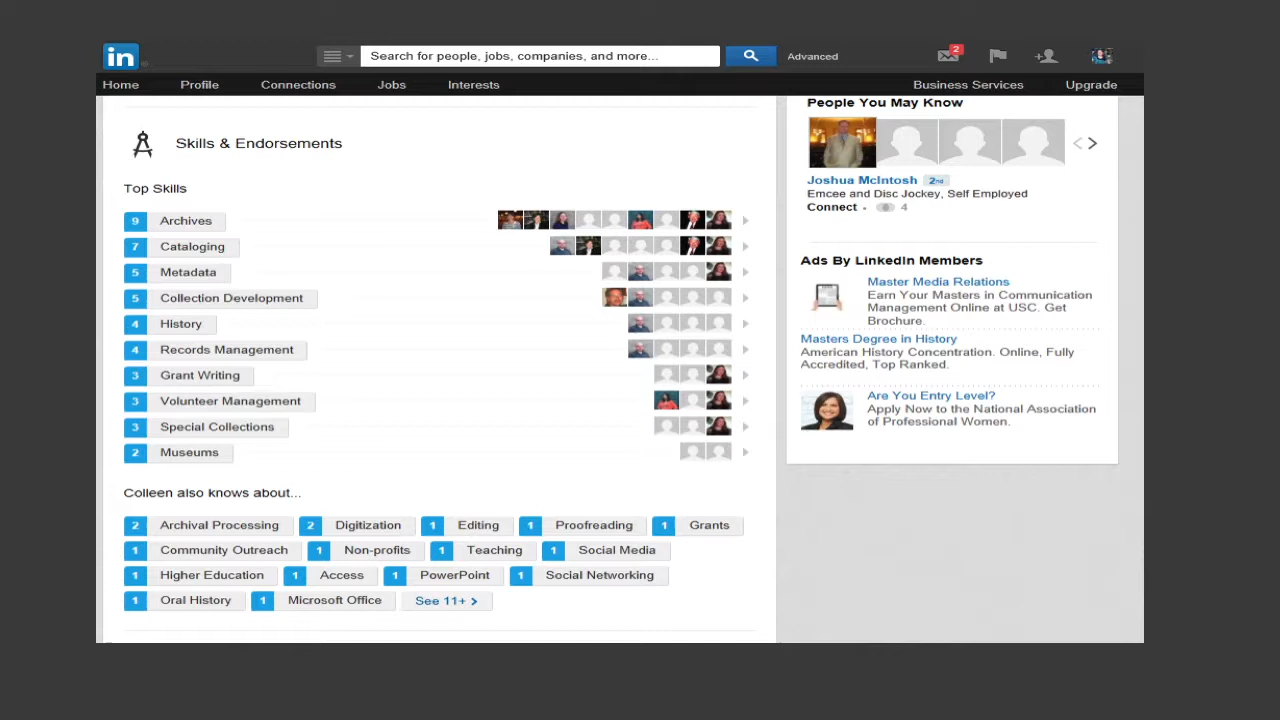 in
Search for people, jobs, companies, and more...
Advanced
2
Home Profile Connections Jobs Interests Business Services Upgrade
Skills & Endorsements
Top Skills
9 Archives
7 Cataloging
5 Metadata
5 Collection Development
4 History
4 Records Management
3 Grant Writing
3 Volunteer Management
3 Special Collections
2 Museums
Colleen also knows about...
2 Archival Processing 2 Digitization 1 Editing 1 Proofreading 1 Grants
1 Community Outreach 1 Non-profits 1 Teaching 1 Social Media
1 Higher Education 1 Access 1 PowerPoint 1 Social Networking
1 Oral History 1 Microsoft Office See 11+ >
People You May Know
Joshua McIntosh 2nd
Emcee and Disc Jockey, Self Employed
Connect • 4
Ads By LinkedIn Members
Master Media Relations
Earn Your Masters in Communication
Management Online at USC. Get
Brochure.
Masters Degree in History
American History Concentration. Online, Fully
Accredited, Top Ranked.
Are You Entry Level?
Apply Now to the National Association
of Professional Women.